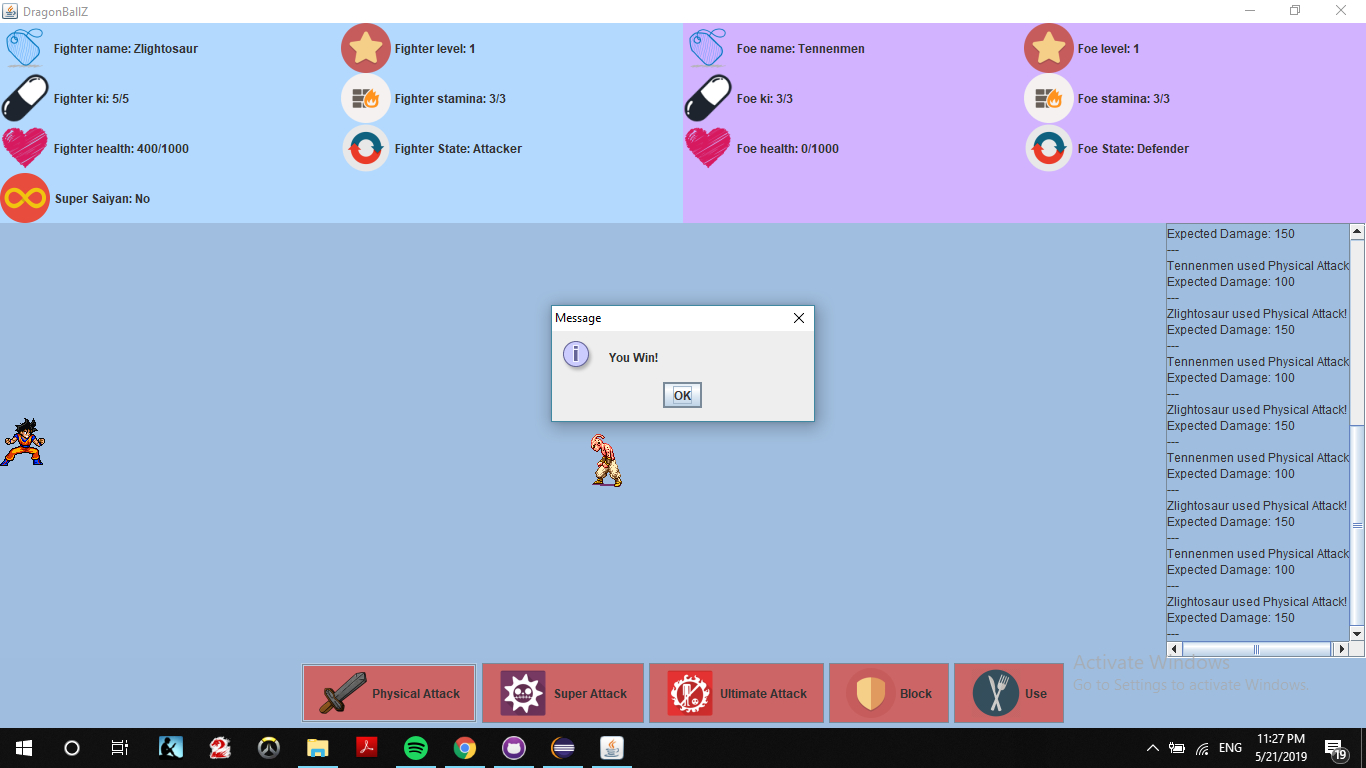 DragonBallZ
Fighter name: Zlightosaur
Fighter level: 1
Foe name: Tennenmen
Foe level: 1
Fighter ki: 5/5
Fighter stamina: 3/3
Foe ki: 3/3
Foe stamina: 3/3
Fighter health: 400/1000
Fighter State: Attacker
Foe health: 0/1000
Foe State: Defender
Super Saiyan: No
Expected Damage: 150
---
Tennenmen used Physical Attack
Expected Damage: 100
---
Zlightosaur used Physical Attack!
Expected Damage: 150
---
Tennenmen used Physical Attack
Expected Damage: 100
---
Zlightosaur used Physical Attack!
Expected Damage: 150
---
Tennenmen used Physical Attack
Expected Damage: 100
---
Zlightosaur used Physical Attack!
Expected Damage: 150
---
Tennenmen used Physical Attack
Expected Damage: 100
---
Zlightosaur used Physical Attack!
Expected Damage: 150
---
Message
You Win!
OK
Physical Attack
Super Attack
Ultimate Attack
Block
Use
Activate Windows
Go to Settings to activate Windows.
ENG
11:27 PM
5/21/2019
19